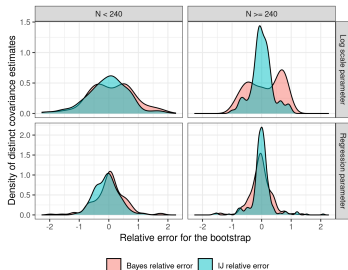 N < 240
N >= 240
Density of distinct covariance estimates
1.5
1.0
0.5
0.0
Log scale parameter
2.0
1.5
1.0
0.5
0.0
Regression parameter
-2 -1 0 1 2
-2 -1 0 1 2
Relative error for the bootstrap
Bayes relative error
IJ relative error